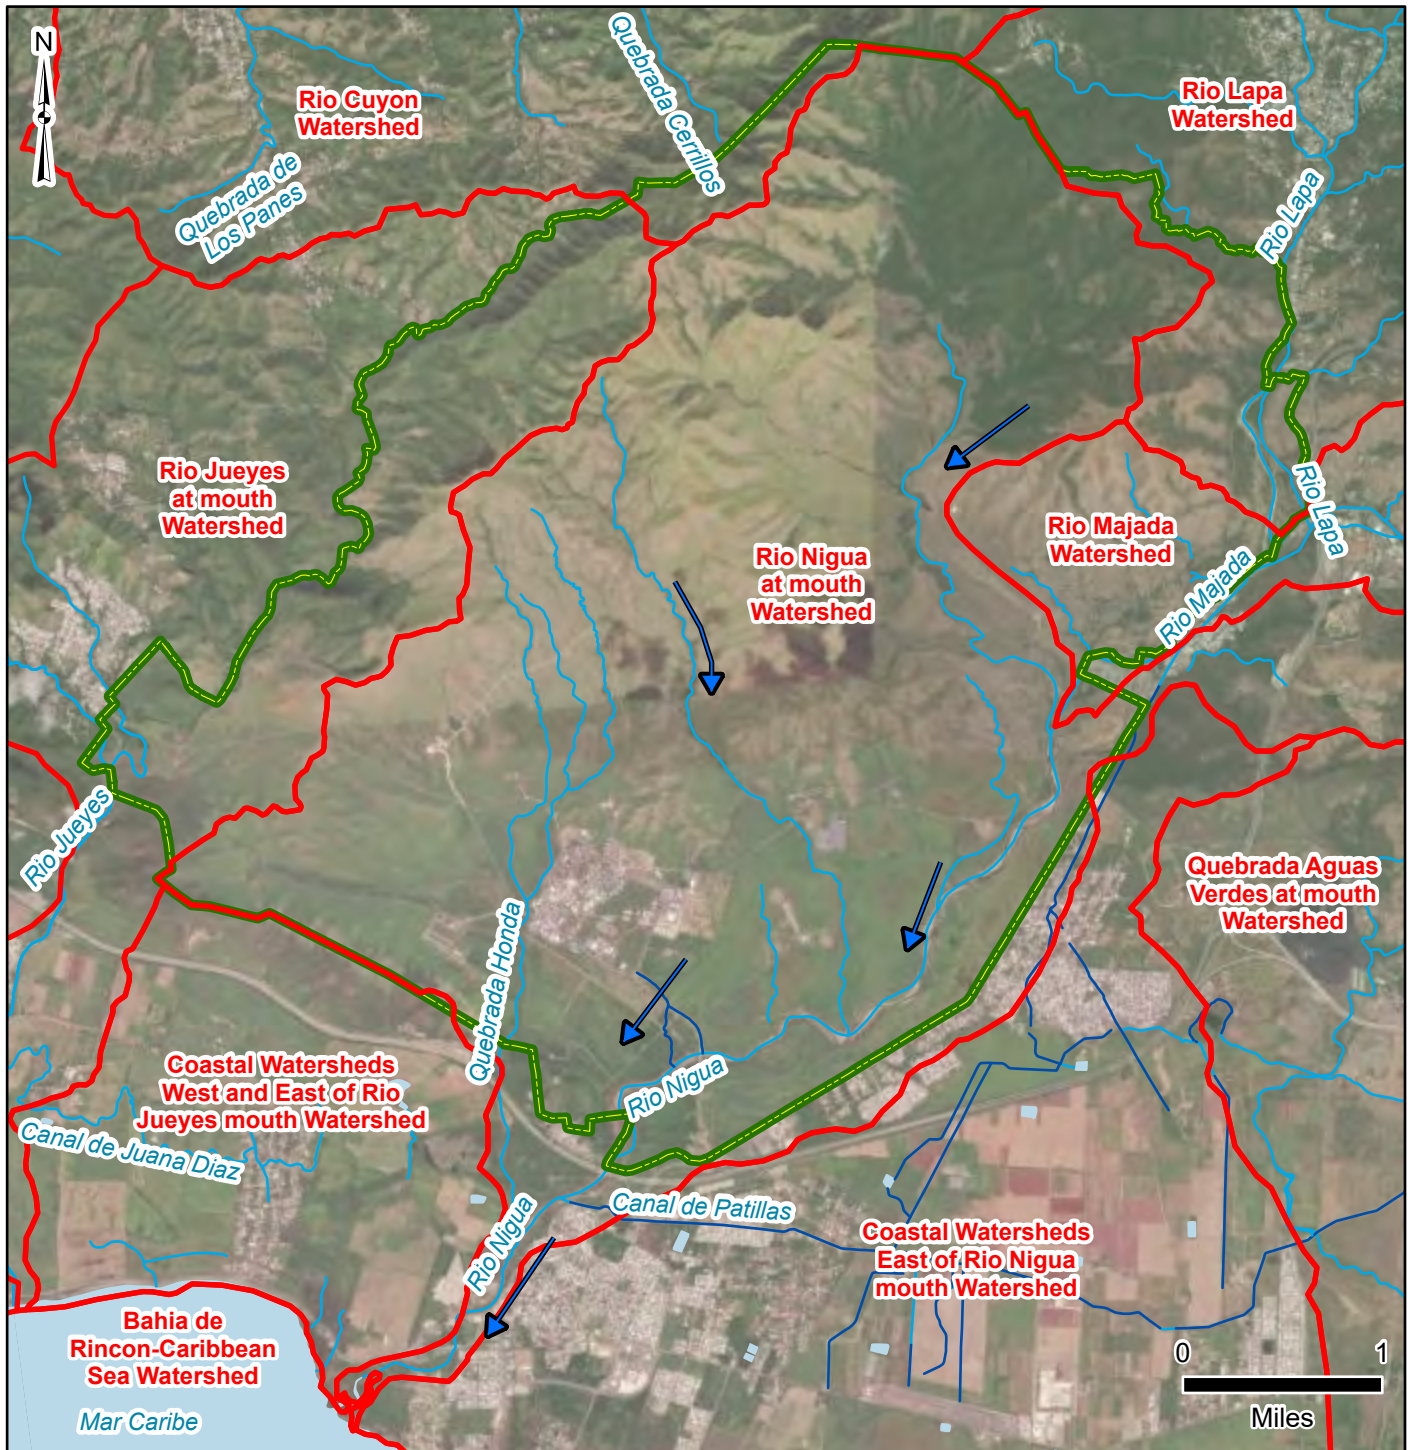 N
Quebrada Cerrillos
Rio Cuyon
Watershed
Rio Lapa
Watershed
Quebrada de
Los Panes
Rio Lapa
Rio Jueyes
at mouth
Watershed
Rio Lapa
Rio Majada
Watershed
Rio Nigua
at mouth
Watershed
Rio Majada
Rio Jueyes
Quebrada Aguas
Verdes at mouth
Watershed
Quebrada Honda
Coastal Watersheds
West and East of Rio
Jueyes mouth Watershed
Rio Nigua
Canal de Juana Diaz
Canal de Patillas
Rio Nigua
Coastal Watersheds
East of Rio Nigua
mouth Watershed
Bahia de
Rincon-Caribbean
Sea Watershed
Mar Caribe
0 1
Miles